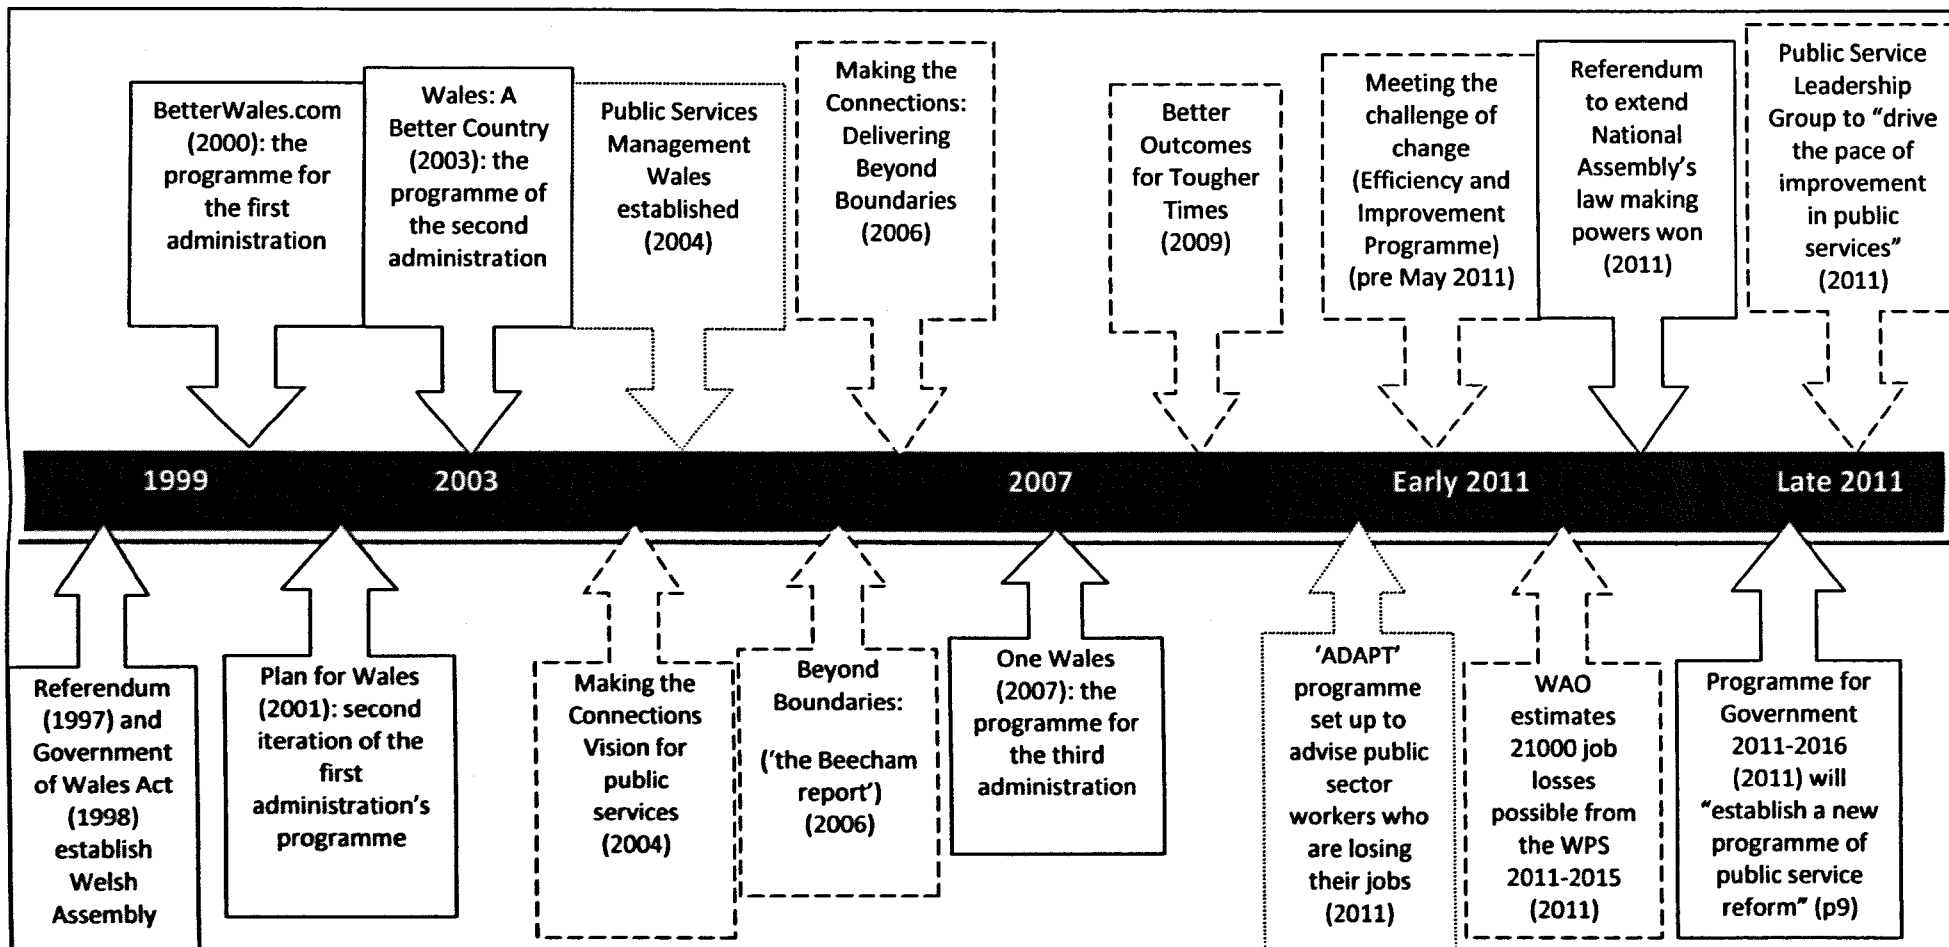 BetterWales.com
(2000): the
programme for
the first
administration
Wales: A
Better Country
(2003): the
programme of
the second
administration
Public Services
Management
Wales
established
(2004)
Making the
Connections:
Delivering
Beyond
Boundaries
(2006)
Better
Outcomes
for Tougher
Times
(2009)
Meeting the
challenge of
change
(Efficiency and
Improvement
Programme)
(pre May 2011)
Referendum
to extend
National
Assembly's
law making
powers won
(2011)
Public Service
Leadership
Group to "drive
the pace of
improvement
in public
services"
(2011)
1999
2003
2007
Early 2011
Late 2011
Referendum
(1997) and
Government
of Wales Act
(1998)
establish
Welsh
Assembly
Plan for Wales
(2001): second
iteration of the
first
administration's
programme
Making the
Connections
Vision for
public
services
(2004)
Beyond
Boundaries:
('the Beecham
report')
(2006)
One Wales
(2007): the
programme for
the third
administration
'ADAPT'
programme
set up to
advise public
sector
workers who
are losing
their jobs
(2011)
WAO
estimates
21000 job
losses
possible from
the WPS
2011-2015
(2011)
Programme for
Government
2011-2016
(2011) will
"establish a new
programme of
public service
reform" (p9)